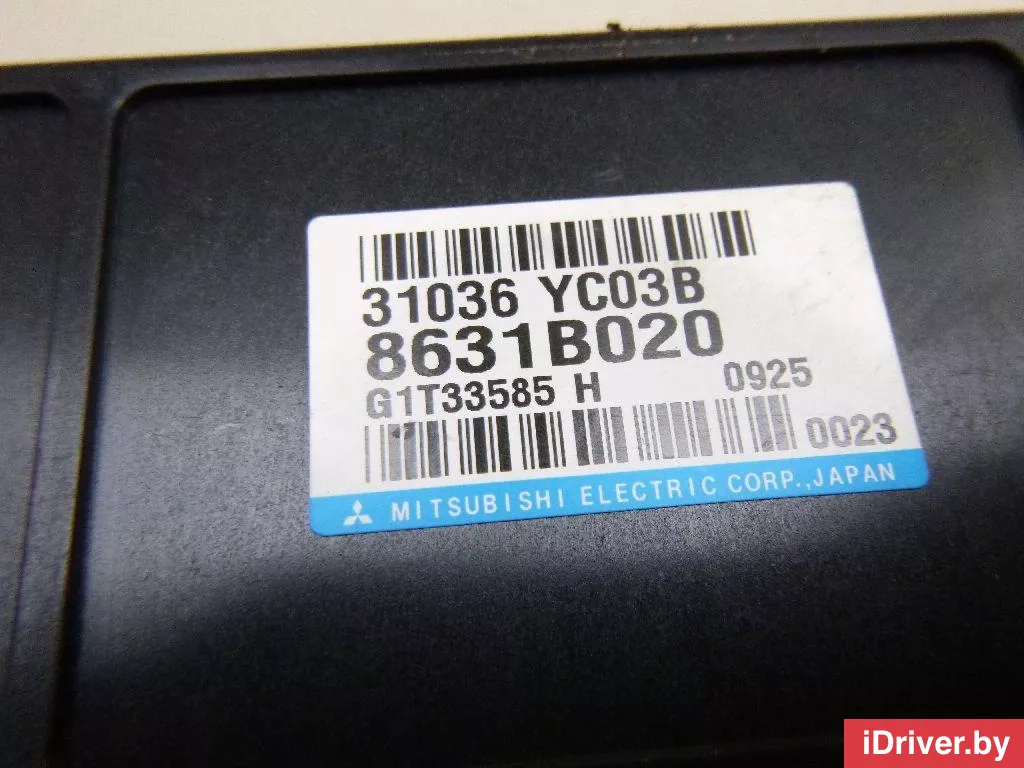 31036 YC03B
8631B020
G1T33585 H 0925
0023
MITSUBISHI ELECTRIC CORP.,JAPAN
iDriver.by